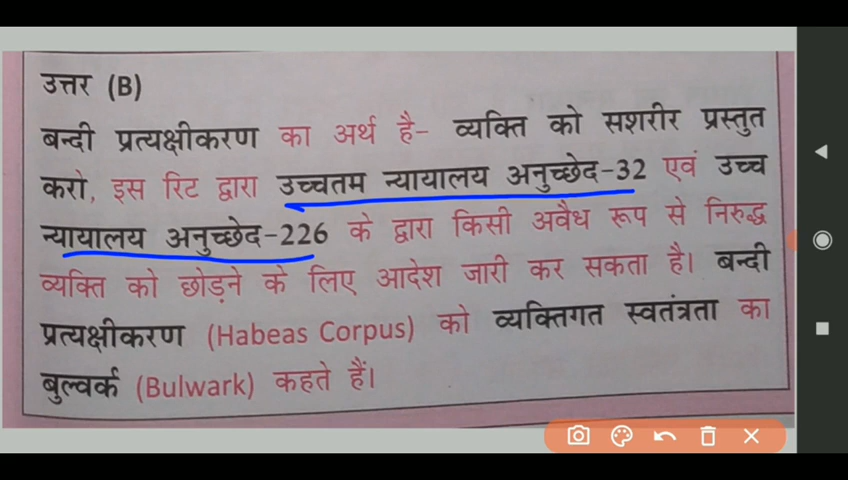 उत्तर (B)
बन्दी प्रत्यक्षीकरण का अर्थ है- व्यक्ति को सशरीर प्रस्तुत
करो, इस रिट द्वारा उच्चतम न्यायालय अनुच्छेद-32 एवं उच्च
न्यायालय अनुच्छेद-226 के द्वारा किसी अवैध रूप से निरुद्ध
व्यक्ति को छोड़ने के लिए आदेश जारी कर सकता है। बन्दी
प्रत्यक्षीकरण (Habeas Corpus) को व्यक्तिगत स्वतंत्रता का
बुल्वर्क (Bulwark) कहते हैं।